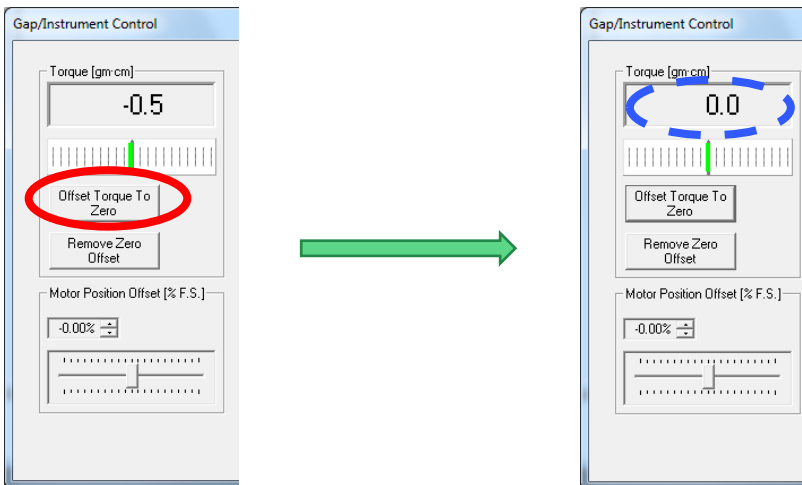 Gap/Instrument Control
Torque [gm·cm]
-0.5
Offset Torque To
Zero
Remove Zero
Offset
Motor Position Offset [% F.S.]
-0.00%
Gap/Instrument Control
Torque [gm·cm]
0.0
Offset Torque To
Zero
Remove Zero
Offset
Motor Position Offset [% F.S.]
-0.00%